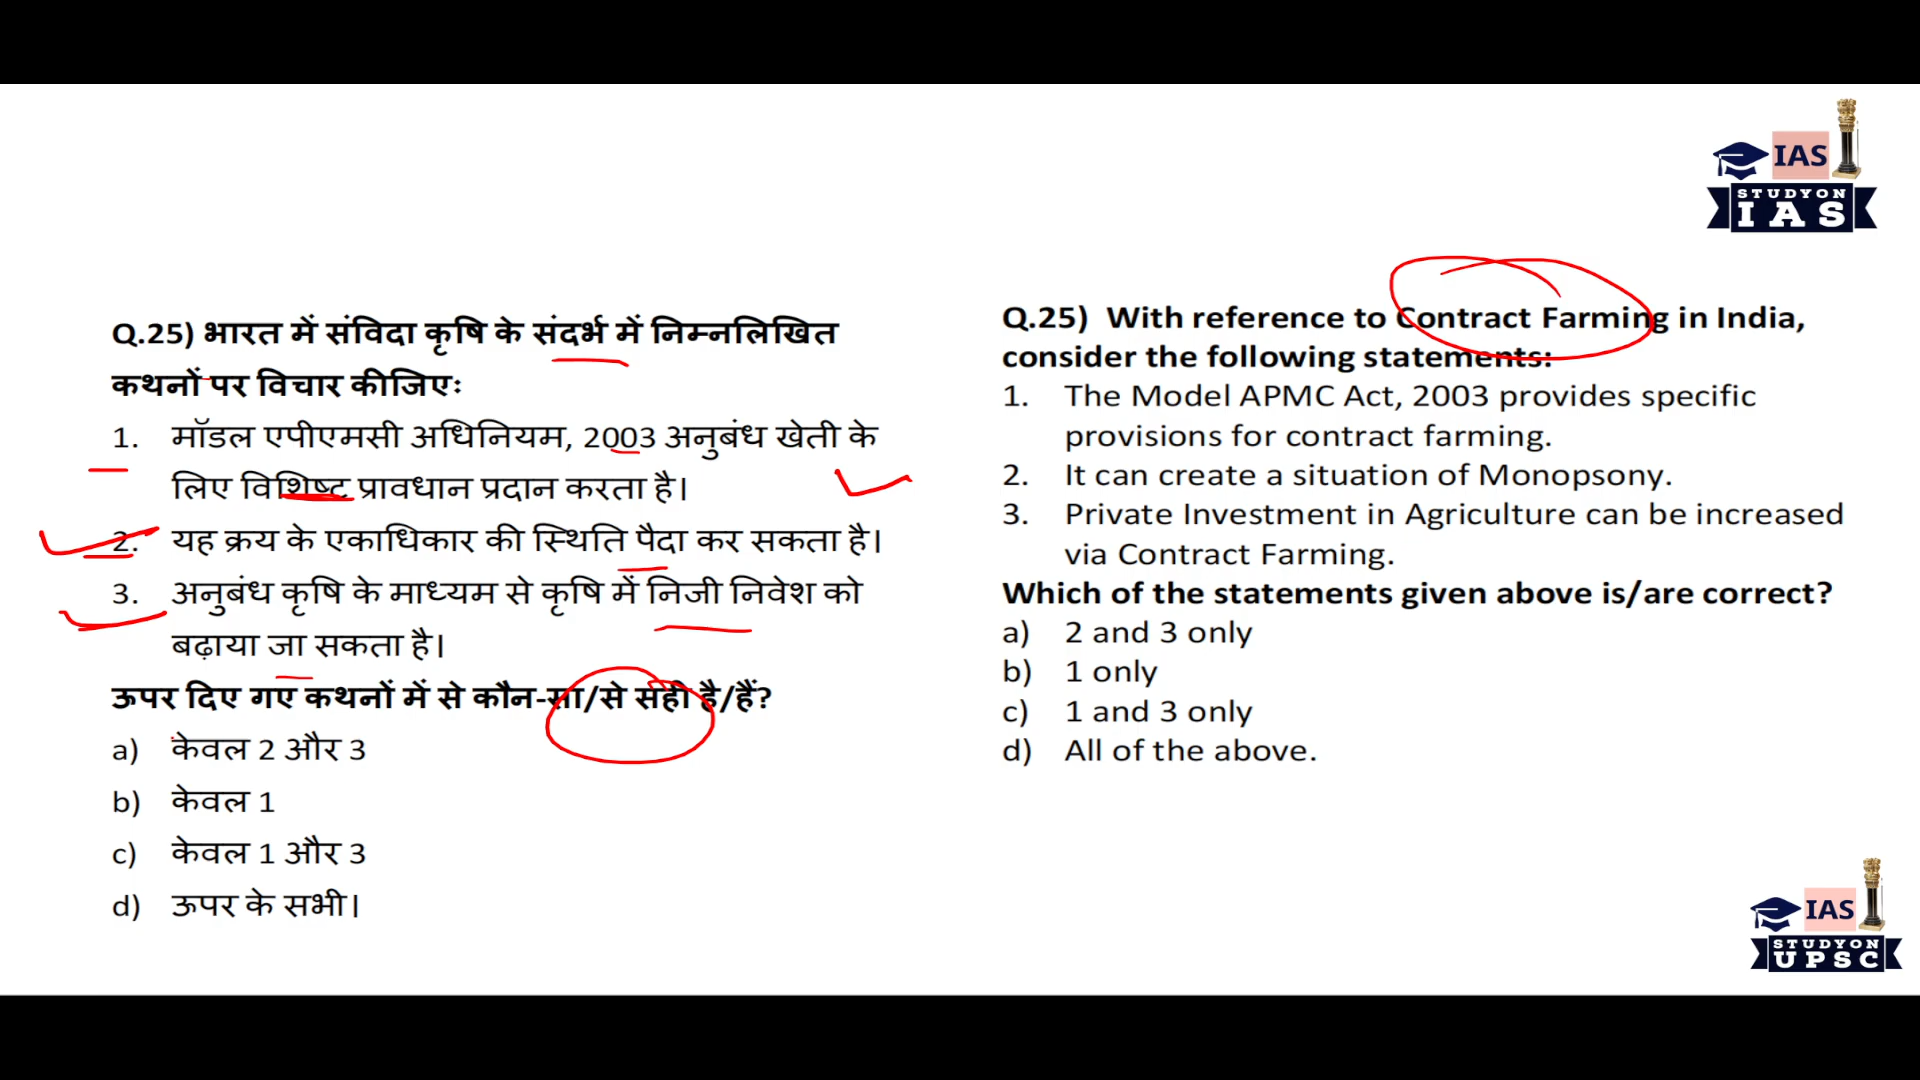 IAS
STUDYON
IAS
Q.25) भारत में संविदा कृषि के संदर्भ में निम्नलिखित
कथनों पर विचार कीजिएः
1. मॉडल एपीएमसी अधिनियम, 2003 अनुबंध खेती के
लिए विशिष्ट प्रावधान प्रदान करता है।
2. यह क्रय के एकाधिकार की स्थिति पैदा कर सकता है।
3. अनुबंध कृषि के माध्यम से कृषि में निजी निवेश को
बढ़ाया जा सकता है।
ऊपर दिए गए कथनों में से कौन-सा/से सही है/हैं?
a) केवल 2 और 3
b) केवल 1
c) केवल 1 और 3
d) ऊपर के सभी।
Q.25) With reference to Contract Farming in India,
consider the following statements:
1. The Model APMC Act, 2003 provides specific
provisions for contract farming.
2. It can create a situation of Monopsony.
3. Private Investment in Agriculture can be increased
via Contract Farming.
Which of the statements given above is/are correct?
a) 2 and 3 only
b) 1 only
c) 1 and 3 only
d) All of the above.
IAS
STUDYON
UPSC